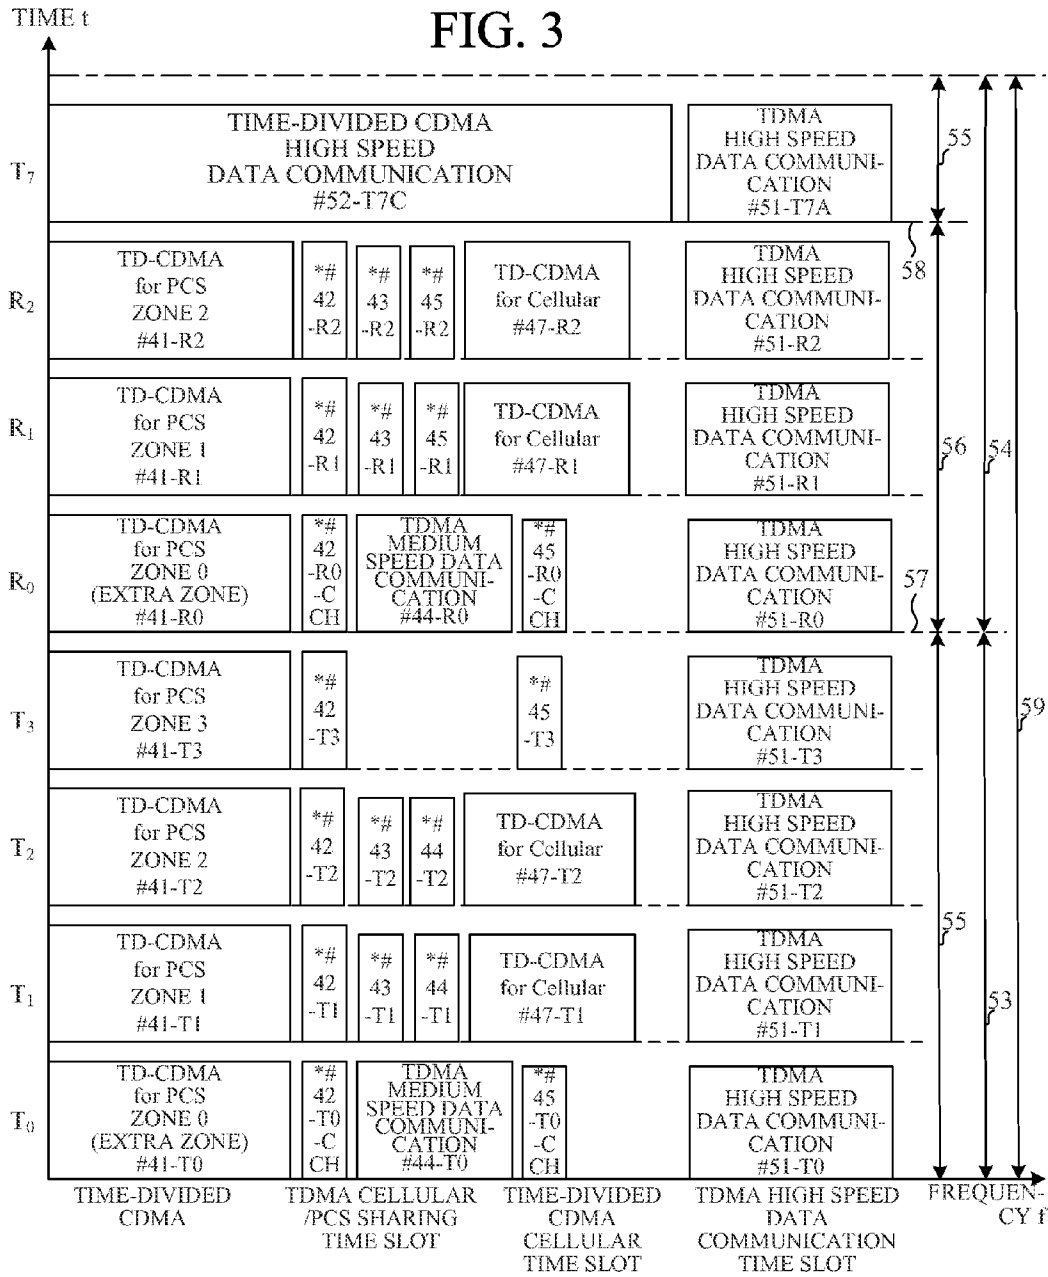 TIME t
FIG. 3
T7
TIME-DIVIDED CDMA
HIGH SPEED
DATA COMMUNICATION
#52-T7C
TDMA
HIGH SPEED
DATA COMMUNI-
CATION
#51-T7A
55
58
R2
TD-CDMA
for PCS
ZONE 2
#41-R2
*#
42
-R2
*#
43
-R2
*#
45
-R2
TD-CDMA
for Cellular
#47-R2
TDMA
HIGH SPEED
DATA COMMUNI-
CATION
#51-R2
R1
TD-CDMA
for PCS
ZONE 1
#41-R1
*#
42
-R1
*#
43
-R1
*#
45
-R1
TD-CDMA
for Cellular
#47-R1
TDMA
HIGH SPEED
DATA COMMUNI-
CATION
#51-R1
56
54
R0
TD-CDMA
for PCS
ZONE 0
(EXTRA ZONE)
#41-R0
*#
42
-R0
-C
CH
TDMA
MEDIUM
SPEED DATA
COMMUNI-
CATION
#44-R0
*#
45
-R0
-C
CH
TDMA
HIGH SPEED
DATA COMMUNI-
CATION
#51-R0
57
T3
TD-CDMA
for PCS
ZONE 3
#41-T3
*#
42
-T3
*#
45
-T3
TDMA
HIGH SPEED
DATA COMMUNI-
CATION
#51-T3
59
T2
TD-CDMA
for PCS
ZONE 2
#41-T2
*#
42
-T2
*#
43
-T2
*#
44
-T2
TD-CDMA
for Cellular
#47-T2
TDMA
HIGH SPEED
DATA COMMUNI-
CATION
#51-T2
55
T1
TD-CDMA
for PCS
ZONE 1
#41-T1
*#
42
-T1
*#
43
-T1
*#
44
-T1
TD-CDMA
for Cellular
#47-T1
TDMA
HIGH SPEED
DATA COMMUNI-
CATION
#51-T1
53
T0
TD-CDMA
for PCS
ZONE 0
(EXTRA ZONE)
#41-T0
*#
42
-T0
-C
CH
TDMA
MEDIUM
SPEED DATA
COMMUNI-
CATION
#44-T0
*#
45
-T0
-C
CH
TDMA
HIGH SPEED
DATA COMMUNI-
CATION
#51-T0
TIME-DIVIDED
CDMA
TDMA CELLULAR
/PCS SHARING
TIME SLOT
TIME-DIVIDED
CDMA
CELLULAR
TIME SLOT
TDMA HIGH SPEED
DATA
COMMUNICATION
TIME SLOT
FREQUEN-
CY f